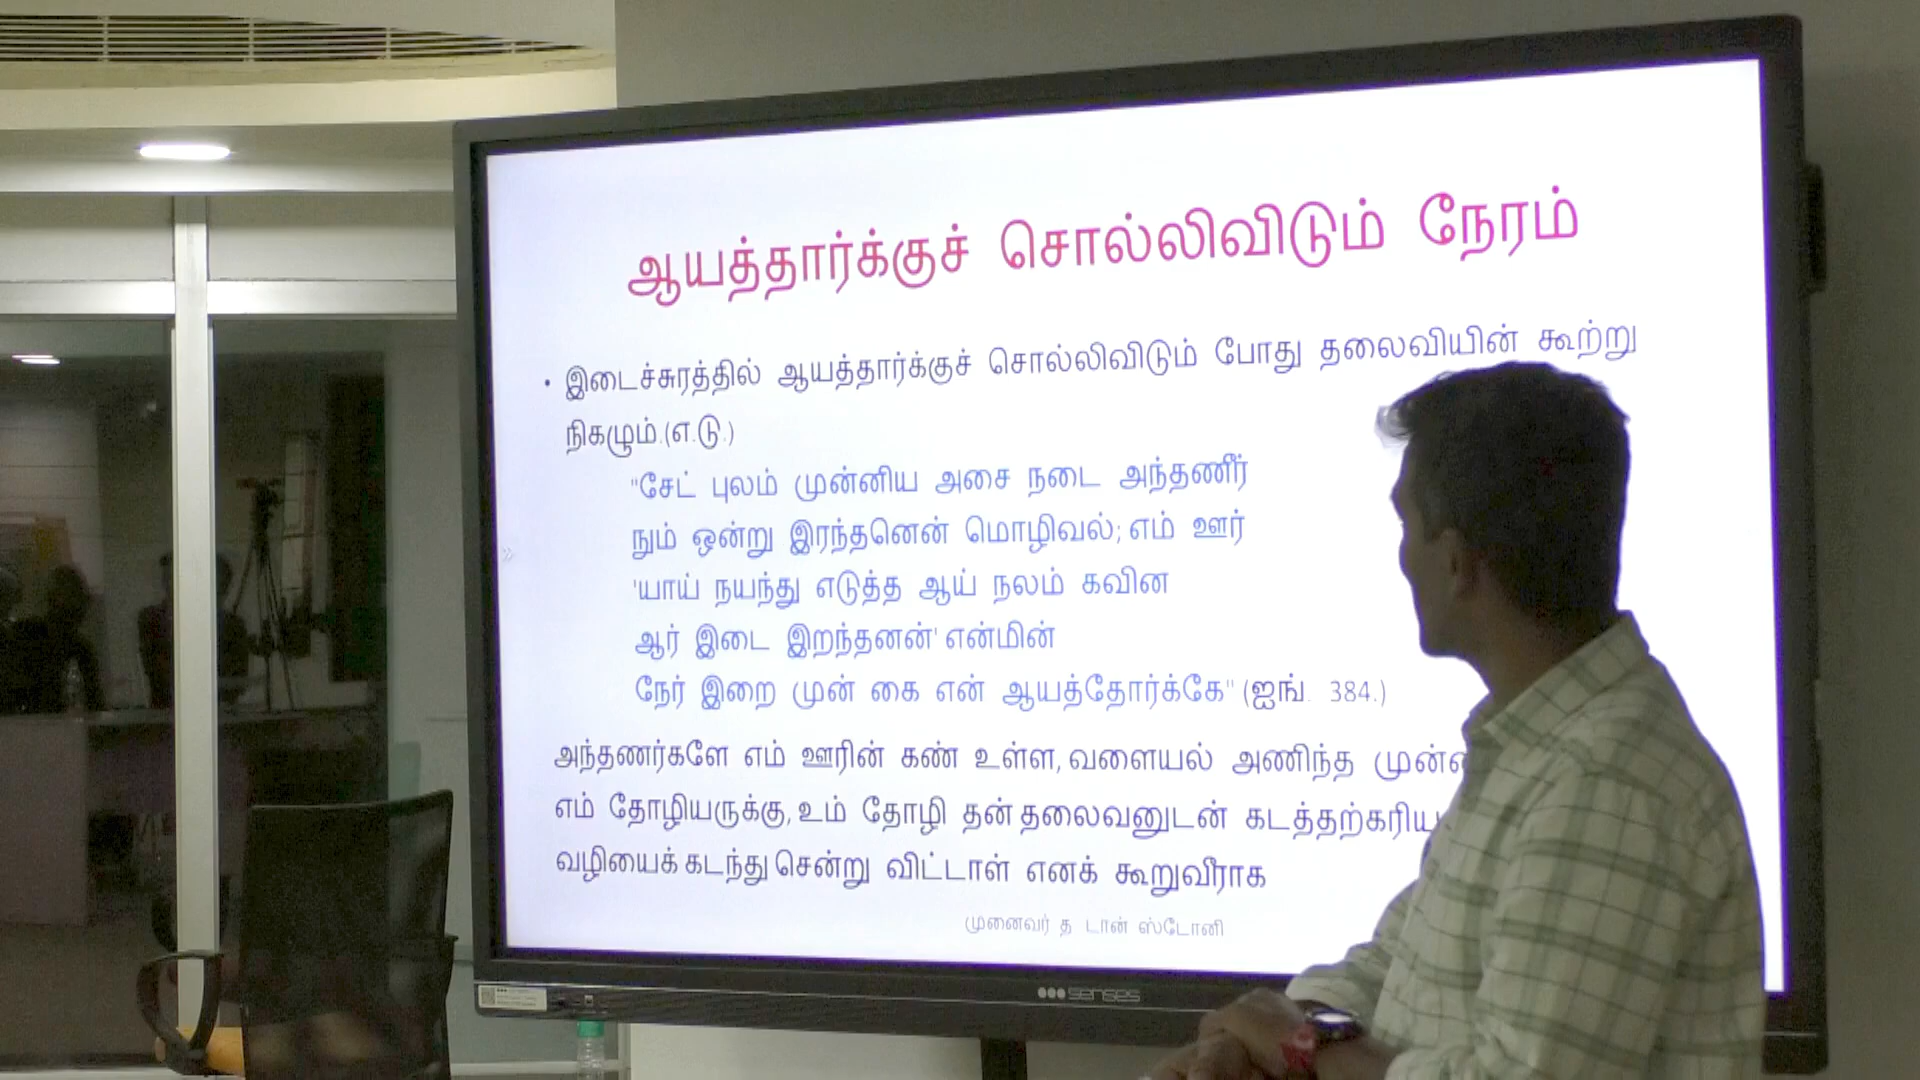 ஆயத்தார்க்குச் சொல்லிவிடும் நேரம்
• இடைச்சுரத்தில் ஆயத்தார்க்குச் சொல்லிவிடும் போது தலைவியின் கூற்று
நிகழும்.(எ.டு.)
"சேட் புலம் முன்னிய அசை நடை அந்தணீர்
நும் ஒன்று இரந்தனென் மொழிவல்; எம் ஊர்
'யாய் நயந்து எடுத்த ஆய் நலம் கவின
ஆர் இடை இறந்தனன்' என்மின்
நேர் இறை முன் கை என் ஆயத்தோர்க்கே" (ஐங். 384.)
அந்தணர்களே எம் ஊரின் கண் உள்ள, வளையல் அணிந்த
எம் தோழியருக்கு, உம் தோழி தன் தலைவனுடன் கடத்தற்கரிய
வழியைக் கடந்து சென்று விட்டாள் எனக் கூறுவீராக
முனைவர் த டான் ஸ்டோனி
senses